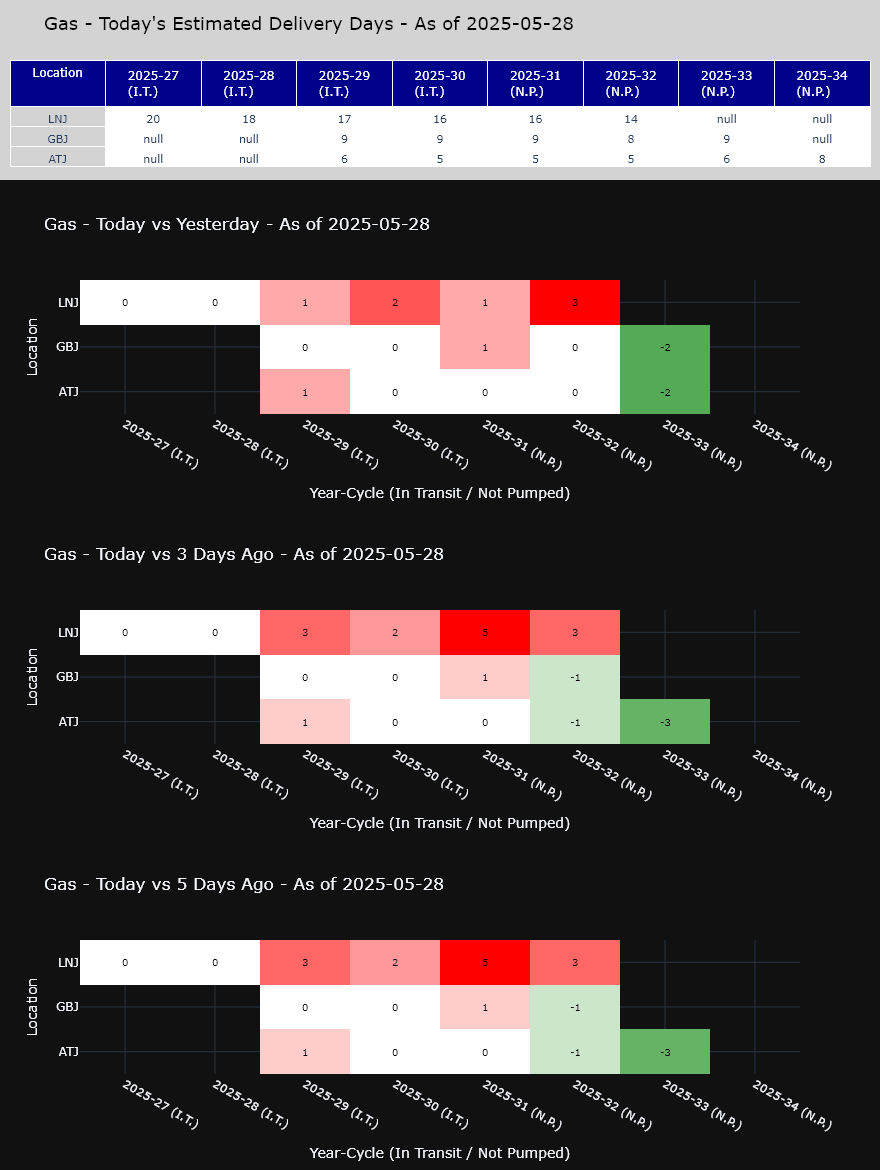 Gas - Today's Estimated Delivery Days - As of 2025-05-28
Location 2025-27 (I.T.) 2025-28 (I.T.) 2025-29 (I.T.) 2025-30 (I.T.) 2025-31 (N.P.) 2025-32 (N.P.) 2025-33 (N.P.) 2025-34 (N.P.)
LNJ 20 18 17 16 16 14 null null
GBJ null null 9 9 9 8 9 null
ATJ null null 6 5 5 5 6 8
Gas - Today vs Yesterday - As of 2025-05-28
Location
LNJ 0 0 1 2 1 3
GBJ 0 0 1 0 -2
ATJ 1 0 0 0 -2
2025-27 (I.T.) 2025-28 (I.T.) 2025-29 (I.T.) 2025-30 (I.T.) 2025-31 (N.P.) 2025-32 (N.P.) 2025-33 (N.P.) 2025-34 (N.P.)
Year-Cycle (In Transit / Not Pumped)
Gas - Today vs 3 Days Ago - As of 2025-05-28
Location
LNJ 0 0 3 2 5 3
GBJ 0 0 1 -1
ATJ 1 0 0 -1 -3
2025-27 (I.T.) 2025-28 (I.T.) 2025-29 (I.T.) 2025-30 (I.T.) 2025-31 (N.P.) 2025-32 (N.P.) 2025-33 (N.P.) 2025-34 (N.P.)
Year-Cycle (In Transit / Not Pumped)
Gas - Today vs 5 Days Ago - As of 2025-05-28
Location
LNJ 0 0 3 2 5 3
GBJ 0 0 1 -1
ATJ 1 0 0 -1 -3
2025-27 (I.T.) 2025-28 (I.T.) 2025-29 (I.T.) 2025-30 (I.T.) 2025-31 (N.P.) 2025-32 (N.P.) 2025-33 (N.P.) 2025-34 (N.P.)
Year-Cycle (In Transit / Not Pumped)